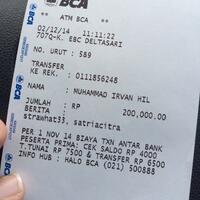 BCA
ATM BCA
02/12/14 11:11:22
707Q-K. EBC DELTASARI
NO. URUT : 589
TRANSFER
KE REK. : 0111856248
NAMA : MUHAMMAD IRVAN HIL
JUMLAH : RP 200,000.00
BERITA :
strawhat33, satriacitra
PER 1 NOV 14 BIAYA TXN ANTAR BANK
PESERTA PRIMA: CEK SALDO RP 4000
T.TUNAI RP 7500 & TRANSFER RP 6500
INFO HUB : HALO BCA (021) 500888